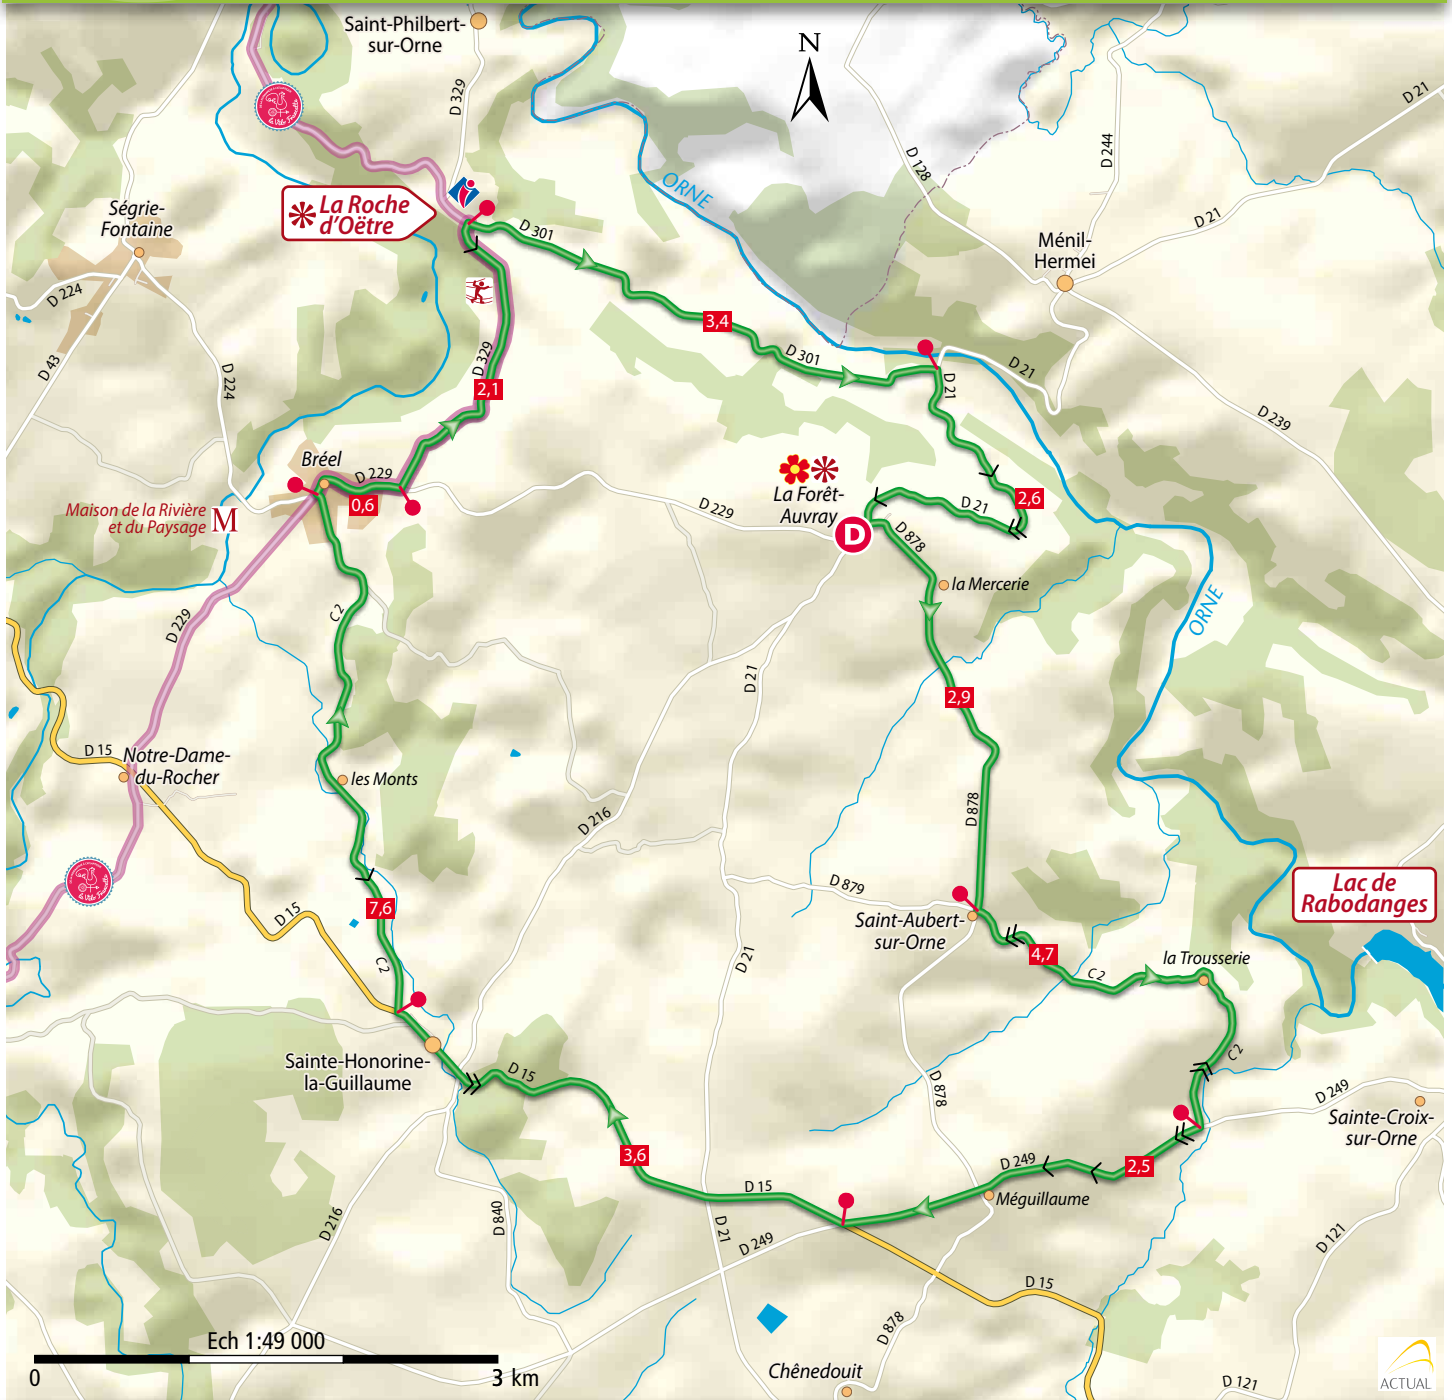 Saint-Philbert-
sur-Orne
N
D 329
D 21
D 128
D 244
ORNE
La Roche
d'Oëtre
Ségrie-
Fontaine
D 301
D 21
Ménil-
Hermei
D 224
3,4
D 43
D 329
D 301
D 21
D 21
D 224
2,1
D 239
Bréel
D 229
0,6
Maison de la Rivière
et du Paysage
M
La Forêt-
Auvray
D
D 21
2,6
D 229
D 878
la Mercerie
C 2
D 229
ORNE
D 21
2,9
D 15
Notre-Dame-
du-Rocher
les Monts
D 216
D 878
D 879
Lac de
Rabodanges
7,6
D 15
Saint-Aubert-
sur-Orne
4,7
la Trousserie
C 2
C 2
D 21
Sainte-Honorine-
la-Guillaume
D 15
C 2
D 878
D 249
Sainte-Croix-
sur-Orne
3,6
D 249
2,5
D 15
Méguillaume
D 216
D 840
D 21
D 249
D 121
D 15
D 878
Ech 1:49 000
0
3 km
Chênedouit
D 121
ACTUAL